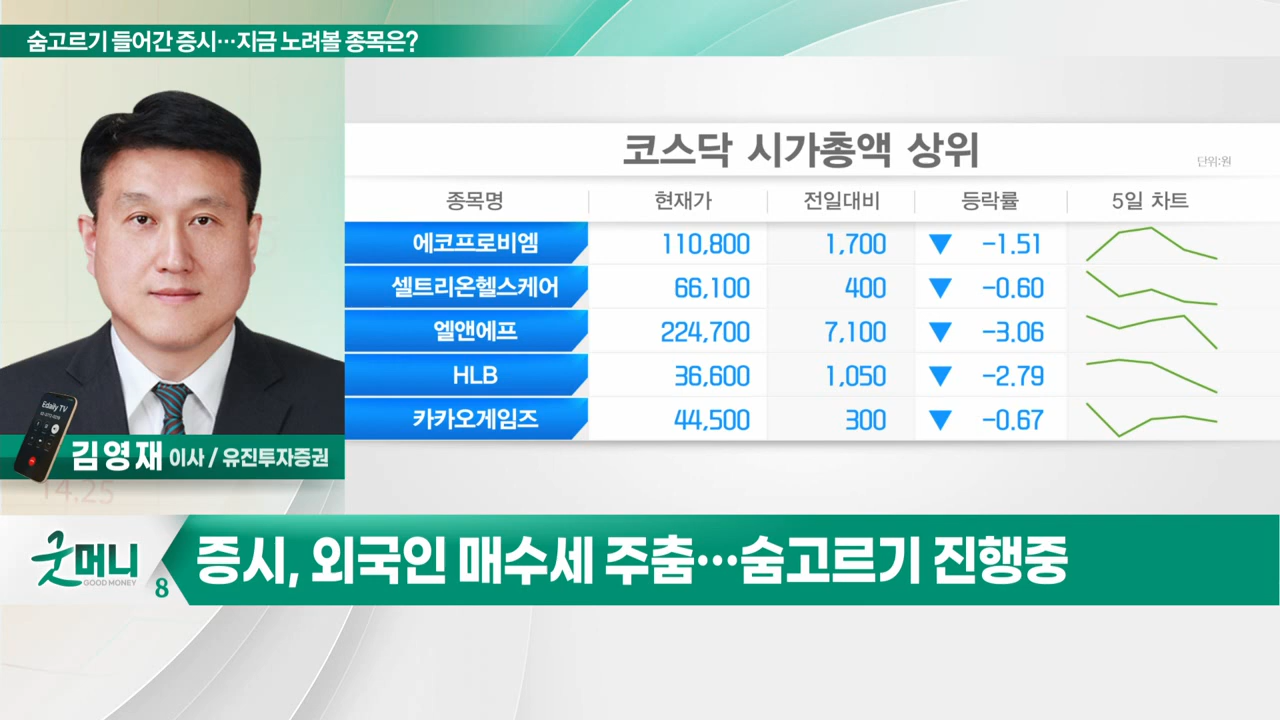 숨고르기 들어간 증시…지금 노려볼 종목은?
코스닥 시가총액 상위
단위:원
종목명 현재가 전일대비 등락률 5일 차트
에코프로비엠 110,800 1,700 ▼ -1.51
셀트리온헬스케어 66,100 400 ▼ -0.60
엘앤에프 224,700 7,100 ▼ -3.06
HLB 36,600 1,050 ▼ -2.79
카카오게임즈 44,500 300 ▼ -0.67
Edaily TV
김영재 이사 / 유진투자증권
14.25
굿머니
GOOD MONEY
8
증시, 외국인 매수세 주춤…숨고르기 진행중